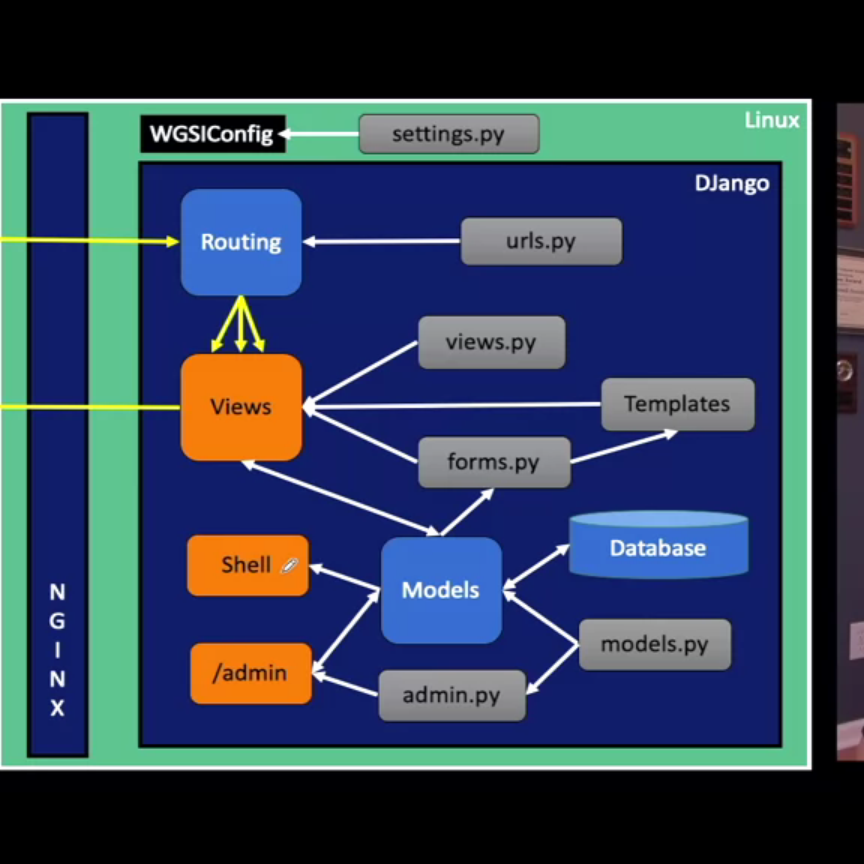 Linux
WGSIConfig
settings.py
DJango
Routing
urls.py
views.py
Views
Templates
forms.py
Shell
Models
Database
models.py
/admin
admin.py
N
G
I
N
X